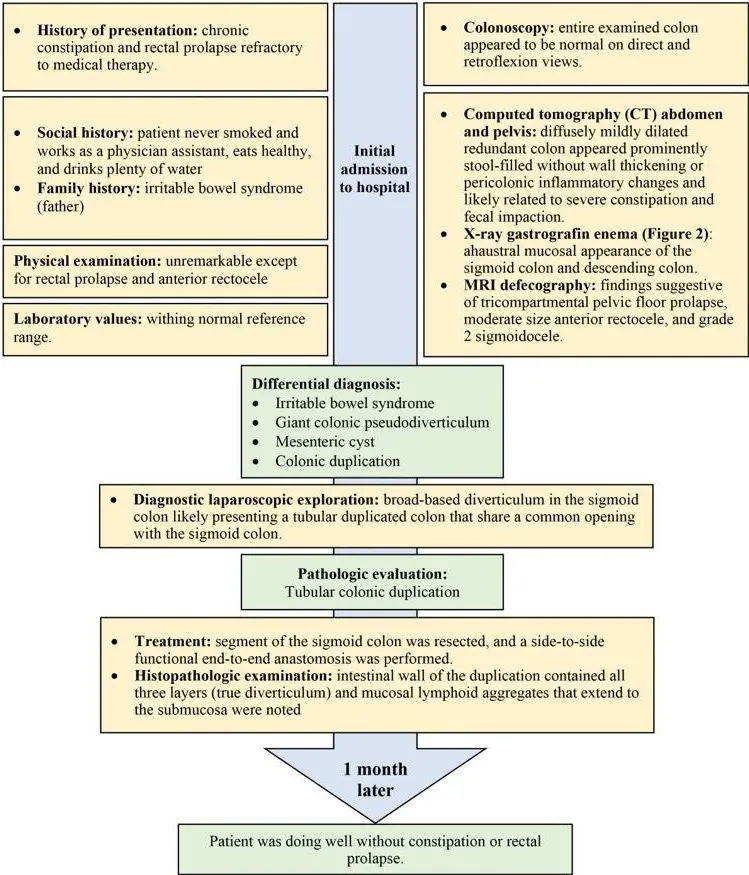 • History of presentation: chronic
constipation and rectal prolapse refractory
to medical therapy.
• Social history: patient never smoked and
works as a physician assistant, eats healthy,
and drinks plenty of water
• Family history: irritable bowel syndrome
(father)
Physical examination: unremarkable except
for rectal prolapse and anterior rectocele
Laboratory values: withing normal reference
range.
Initial
admission
to hospital
• Colonoscopy: entire examined colon
appeared to be normal on direct and
retroflexion views.
• Computed tomography (CT) abdomen
and pelvis: diffusely mildly dilated
redundant colon appeared prominently
stool-filled without wall thickening or
pericolonic inflammatory changes and
likely related to severe constipation and
fecal impaction.
• X-ray gastrografin enema (Figure 2):
ahaustral mucosal appearance of the
sigmoid colon and descending colon.
• MRI defecography: findings suggestive
of tricompartmental pelvic floor prolapse,
moderate size anterior rectocele, and grade
2 sigmoidocele.
Differential diagnosis:
• Irritable bowel syndrome
• Giant colonic pseudodiverticulum
• Mesenteric cyst
• Colonic duplication
• Diagnostic laparoscopic exploration: broad-based diverticulum in the sigmoid
colon likely presenting a tubular duplicated colon that share a common opening
with the sigmoid colon.
Pathologic evaluation:
Tubular colonic duplication
• Treatment: segment of the sigmoid colon was resected, and a side-to-side
functional end-to-end anastomosis was performed.
• Histopathologic examination: intestinal wall of the duplication contained all
three layers (true diverticulum) and mucosal lymphoid aggregates that extend to
the submucosa were noted
1 month
later
Patient was doing well without constipation or rectal
prolapse.